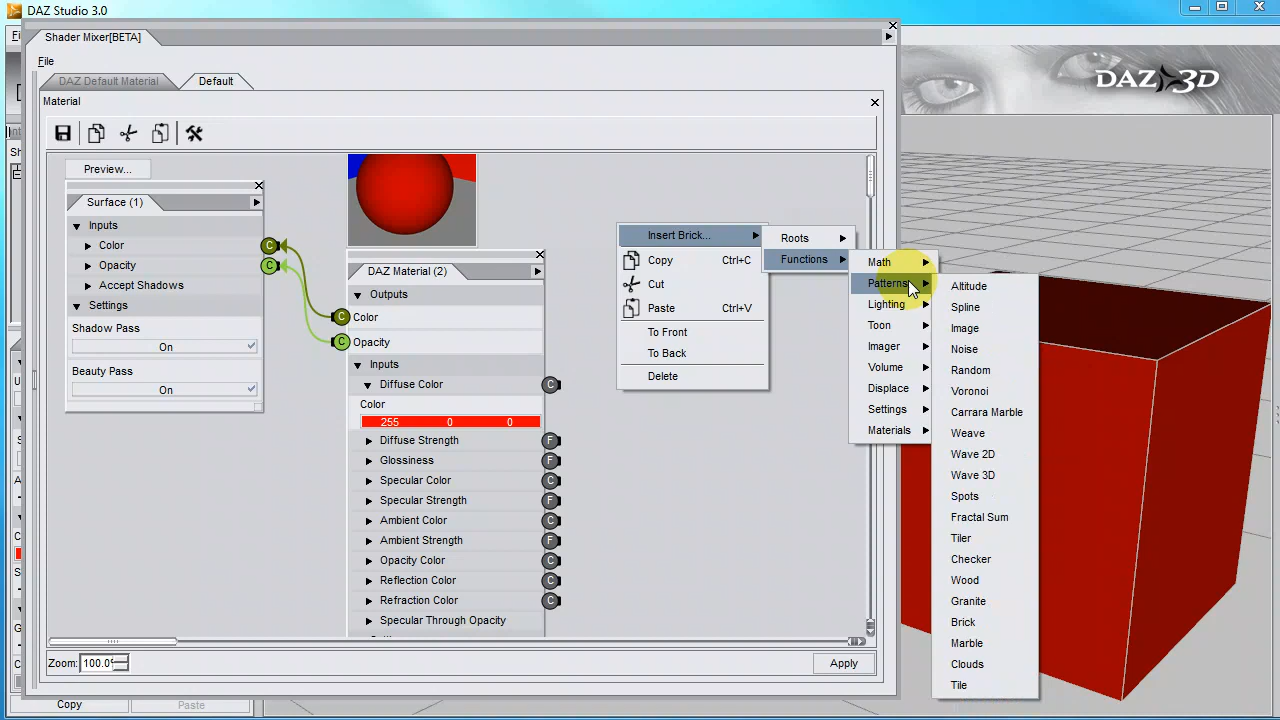 DAZ Studio 3.0
Shader Mixer[BETA]
File
DAZ Default Material
Default
Material
DAZ 3D
Preview...
Surface (1)
Inputs
Color
Opacity
Accept Shadows
Settings
Shadow Pass
On
Beauty Pass
On
DAZ Material (2)
Outputs
Color
Opacity
Inputs
Diffuse Color
Color
255 0 0
Diffuse Strength
Glossiness
Specular Color
Specular Strength
Ambient Color
Ambient Strength
Opacity Color
Reflection Color
Refraction Color
Specular Through Opacity
C
C
C
C
C
F
F
C
F
C
F
C
C
C
Insert Brick...
Copy Ctrl+C
Cut
Paste Ctrl+V
To Front
To Back
Delete
Roots
Functions
Math
Patterns
Lighting
Toon
Imager
Volume
Displace
Settings
Materials
Altitude
Spline
Image
Noise
Random
Voronoi
Carrara Marble
Weave
Wave 2D
Wave 3D
Spots
Fractal Sum
Tiler
Checker
Wood
Granite
Brick
Marble
Clouds
Tile
Zoom: 100.0
Apply
Copy
Paste